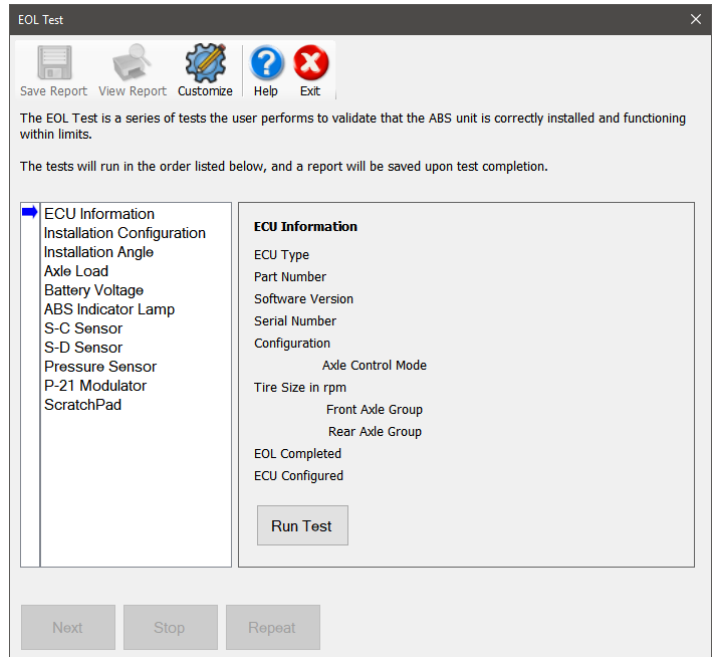 EOL Test
Save Report View Report Customize Help Exit
The EOL Test is a series of tests the user performs to validate that the ABS unit is correctly installed and functioning
within limits.
The tests will run in the order listed below, and a report will be saved upon test completion.
ECU Information
Installation Configuration
Installation Angle
Axle Load
Battery Voltage
ABS Indicator Lamp
S-C Sensor
S-D Sensor
Pressure Sensor
P-21 Modulator
ScratchPad
ECU Information
ECU Type
Part Number
Software Version
Serial Number
Configuration
Axle Control Mode
Tire Size in rpm
Front Axle Group
Rear Axle Group
EOL Completed
ECU Configured
Run Test
Next Stop Repeat